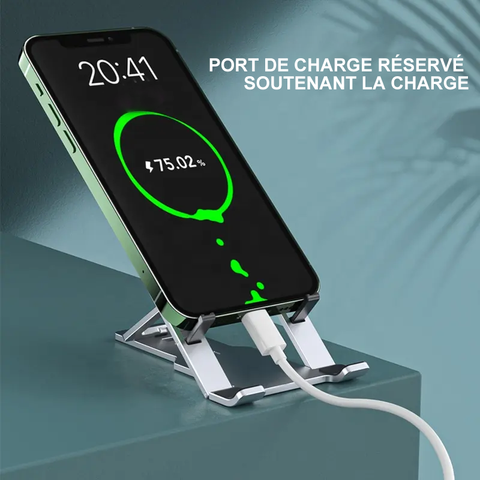 PORT DE CHARGE RÉSERVÉ
SOUTENANT LA CHARGE
20:41
75.02%